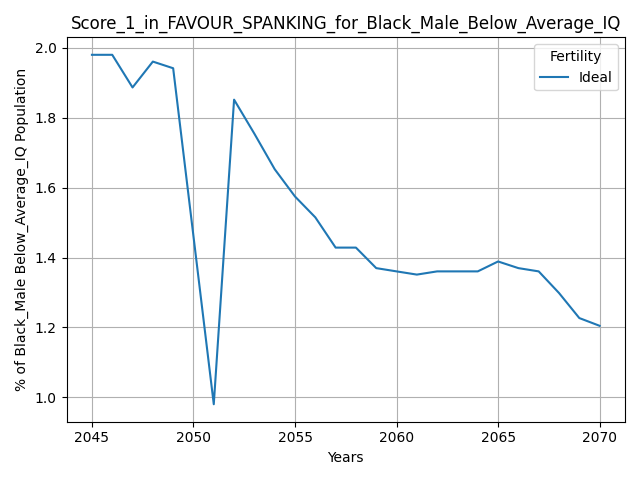 Score_1_in_FAVOUR_SPANKING_for_Black_Male_Below_Average_IQ
Fertility
Ideal
% of Black_Male Below_Average_IQ Population
2.0
1.8
1.6
1.4
1.2
1.0
2045 2050 2055 2060 2065 2070
Years